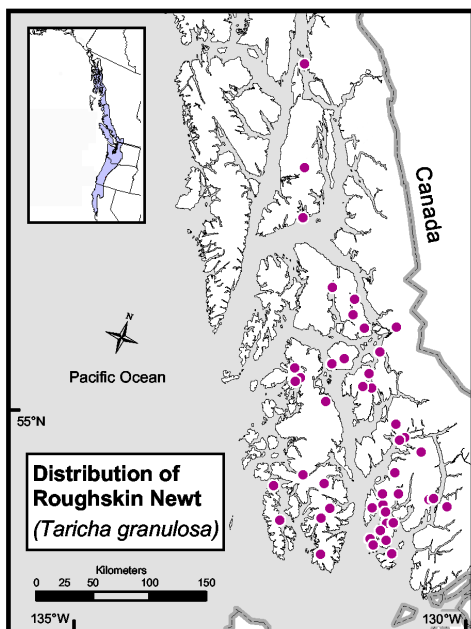 Canada
Pacific Ocean
55°N
Distribution of
Roughskin Newt
(Taricha granulosa)
Kilometers
0 25 50 100 150
135°W
130°W